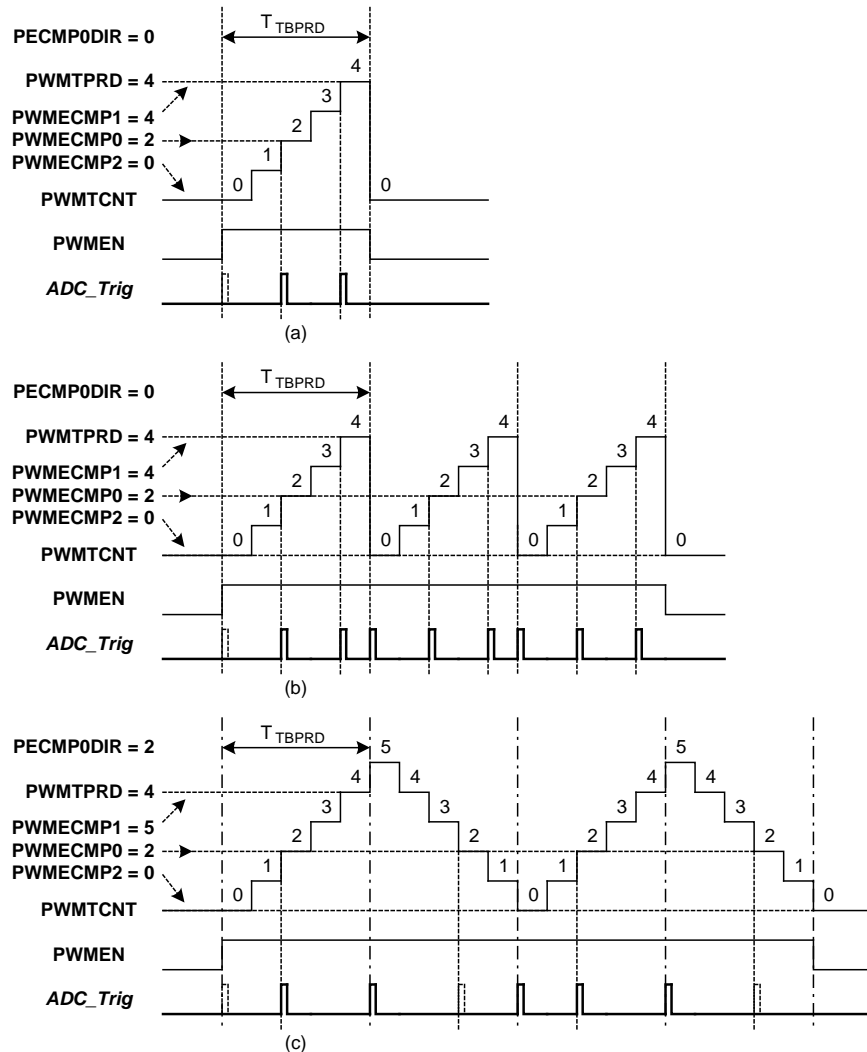 T TBPRD
PECMP0DIR = 0
4
PWMTPRD = 4
3
PWMECMP1 = 4
2
PWMECMP0 = 2
1
PWMECMP2 = 0
0 0
PWMTCNT
PWMEN
ADC_Trig
(a)
T TBPRD
PECMP0DIR = 0
4 4 4
PWMTPRD = 4
3 3 3
PWMECMP1 = 4
2 2 2
PWMECMP0 = 2
1 1 1
PWMECMP2 = 0
0 0 0 0
PWMTCNT
PWMEN
ADC_Trig
(b)
T TBPRD
PECMP0DIR = 2
5 5
4 4 4 4
PWMTPRD = 4
3 3 3 3
PWMECMP1 = 5
2 2 2 2
PWMECMP0 = 2
1 1 1 1
PWMECMP2 = 0
0 0 0
PWMTCNT
PWMEN
ADC_Trig
(c)